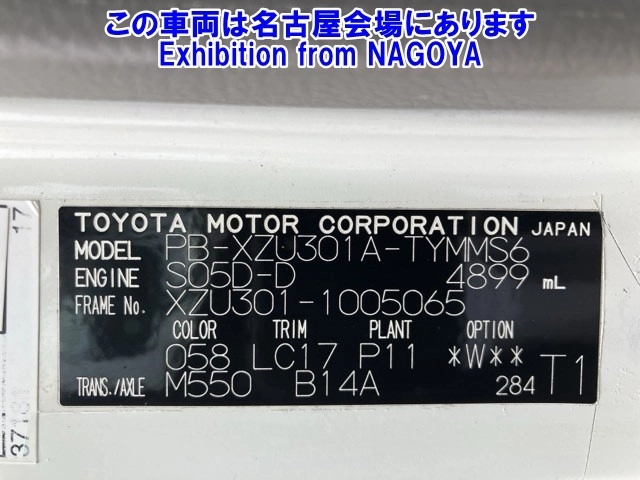 この車両は名古屋会場にあります
Exhibition from NAGOYA
17
TOYOTA MOTOR CORPORATION JAPAN
MODEL PB-XZU301A-TYMMS6
ENGINE S05D-D 4899 mL
FRAME No. XZU301-1005065
COLOR TRIM PLANT OPTION
058 LC17 P11 *W**
TRANS./AXLE M550 B14A 284 T1